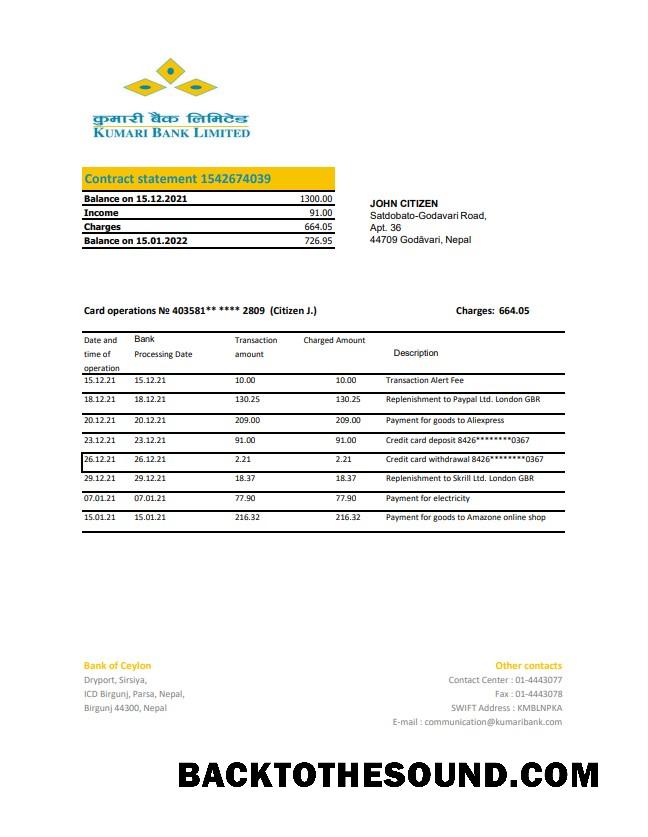 कुमारी बैंक लिमिटेड
KUMARI BANK LIMITED
Contract statement 1542674039
Balance on 15.12.2021 1300.00
Income 91.00
Charges 664.05
Balance on 15.01.2022 726.95
JOHN CITIZEN
Satdobato-Godavari Road,
Apt. 36
44709 Godāvari, Nepal
Card operations № 403581** **** 2809 (Citizen J.) Charges: 664.05
Date and time of operation Bank Processing Date Transaction amount Charged Amount Description
15.12.21 15.12.21 10.00 10.00 Transaction Alert Fee
18.12.21 18.12.21 130.25 130.25 Replenishment to Paypal Ltd. London GBR
20.12.21 20.12.21 209.00 209.00 Payment for goods to Aliexpress
23.12.21 23.12.21 91.00 91.00 Credit card deposit 8426********0367
26.12.21 26.12.21 2.21 2.21 Credit card withdrawal 8426********0367
29.12.21 29.12.21 18.37 18.37 Replenishment to Skrill Ltd. London GBR
07.01.21 07.01.21 77.90 77.90 Payment for electricity
15.01.21 15.01.21 216.32 216.32 Payment for goods to Amazone online shop
Bank of Ceylon
Dryport, Sirsiya,
ICD Birgunj, Parsa, Nepal,
Birgunj 44300, Nepal
Other contacts
Contact Center : 01-4443077
Fax : 01-4443078
SWIFT Address : KMBLNPKA
E-mail : communication@kumaribank.com
BACKTOTHESOUND.COM